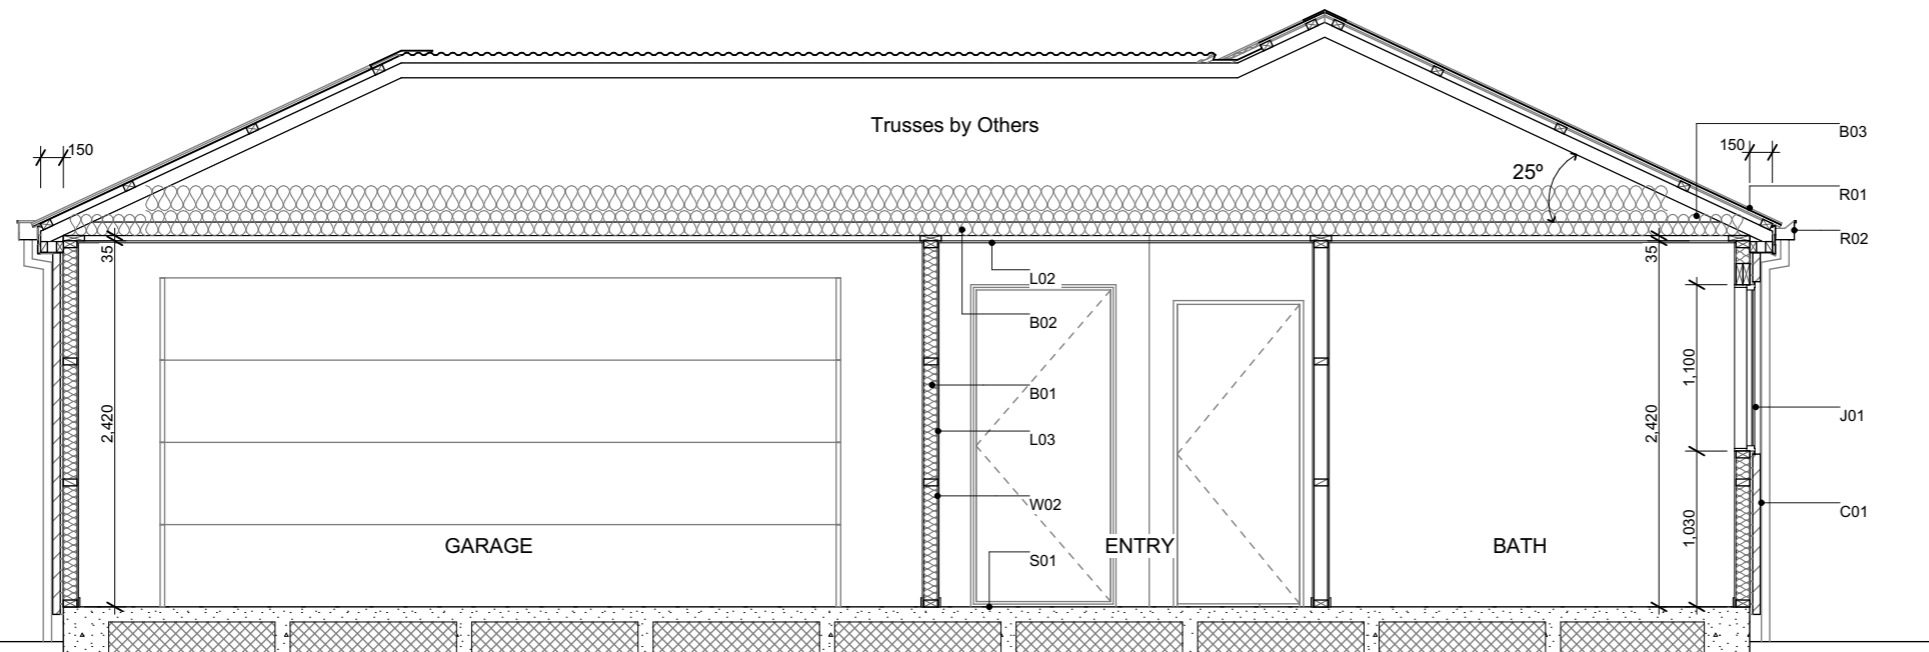 Trusses by Others
B03
150
150
25º
R01
R02
35
35
L02
B02
1,100
B01
J01
2,420
L03
2,420
W02
C01
1,030
GARAGE
ENTRY
BATH
S01